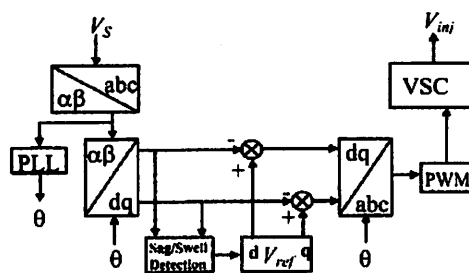 V_S
V_inj
abc
αβ
VSC
PLL
αβ
dq
-
+
dq
abc
PWM
θ
-
+
θ
Sag/Swell
Detection
d V_ref q
θ